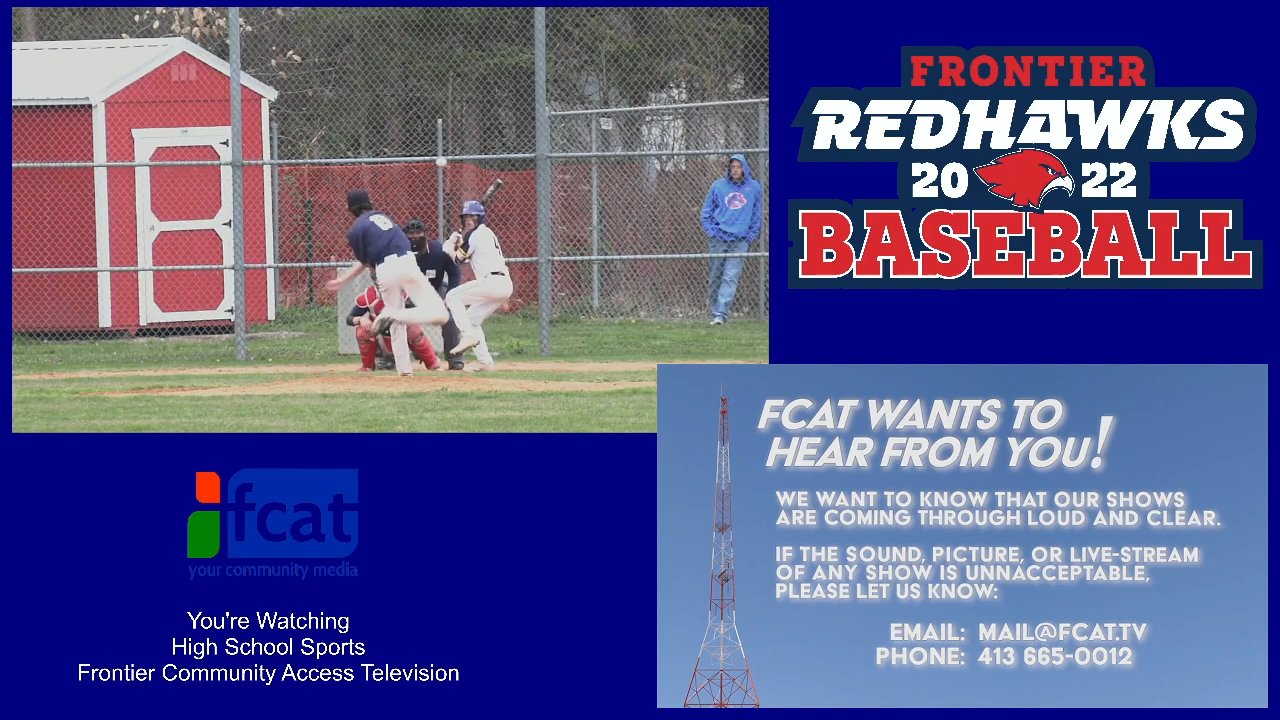 FRONTIER
REDHAWKS
20 22
BASEBALL
FCAT WANTS TO
HEAR FROM YOU!
WE WANT TO KNOW THAT OUR SHOWS
ARE COMING THROUGH LOUD AND CLEAR.
IF THE SOUND, PICTURE, OR LIVE-STREAM
OF ANY SHOW IS UNNACCEPTABLE,
PLEASE LET US KNOW:
EMAIL: MAIL@FCAT.TV
PHONE: 413 665-0012
fcat
your community media
You're Watching
High School Sports
Frontier Community Access Television